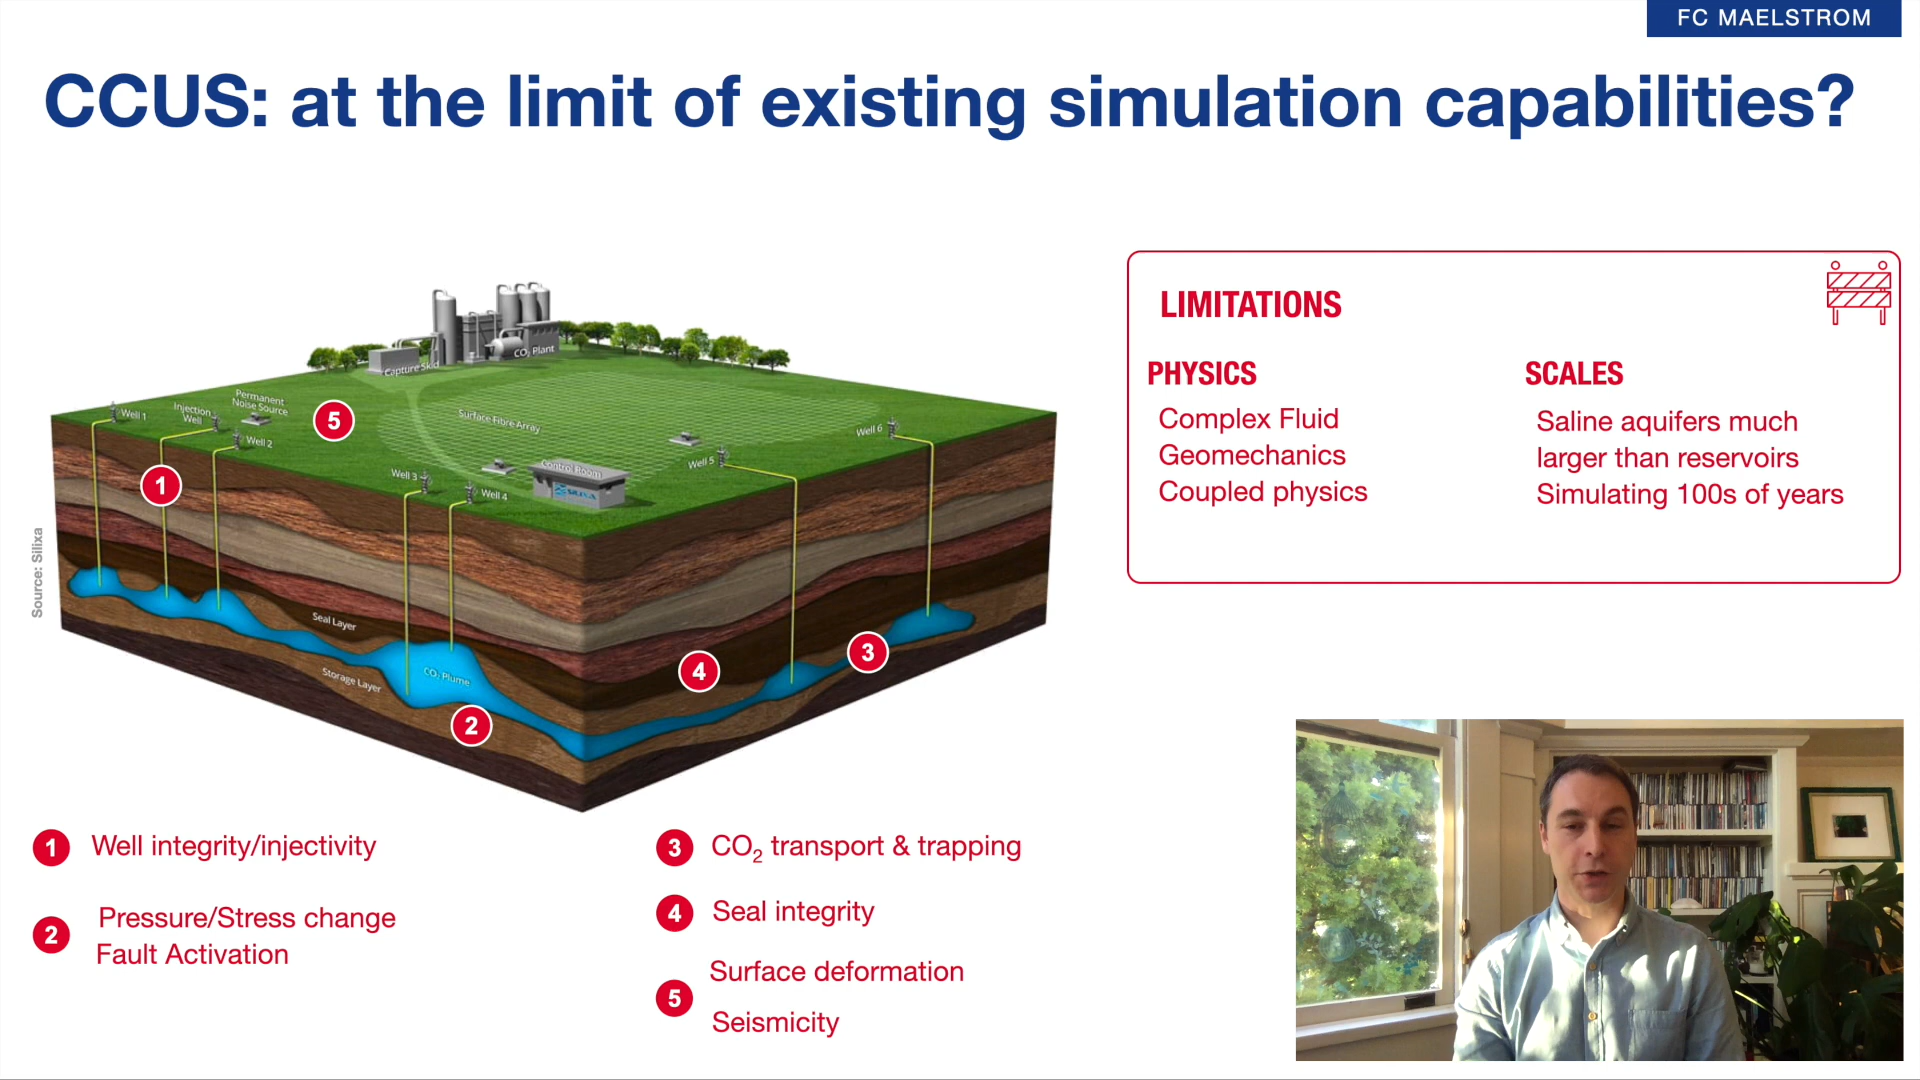 FC MAELSTROM
CCUS: at the limit of existing simulation capabilities?
LIMITATIONS
PHYSICS
Complex Fluid
Geomechanics
Coupled physics
SCALES
Saline aquifers much
larger than reservoirs
Simulating 100s of years
CO₂ Plant
Capture Skid
Permanent
Noise Source
Injection
Well
Well 1
Well 2
5
Surface Fibre Array
Well 6
Well 5
Well 3
Well 4
Control Room
SILIXA
1
Source: Silixa
Seal Layer
Storage Layer
CO₂ Plume
4
3
2
1 Well integrity/injectivity
2 Pressure/Stress change
Fault Activation
3 CO₂ transport & trapping
4 Seal integrity
5 Surface deformation
Seismicity